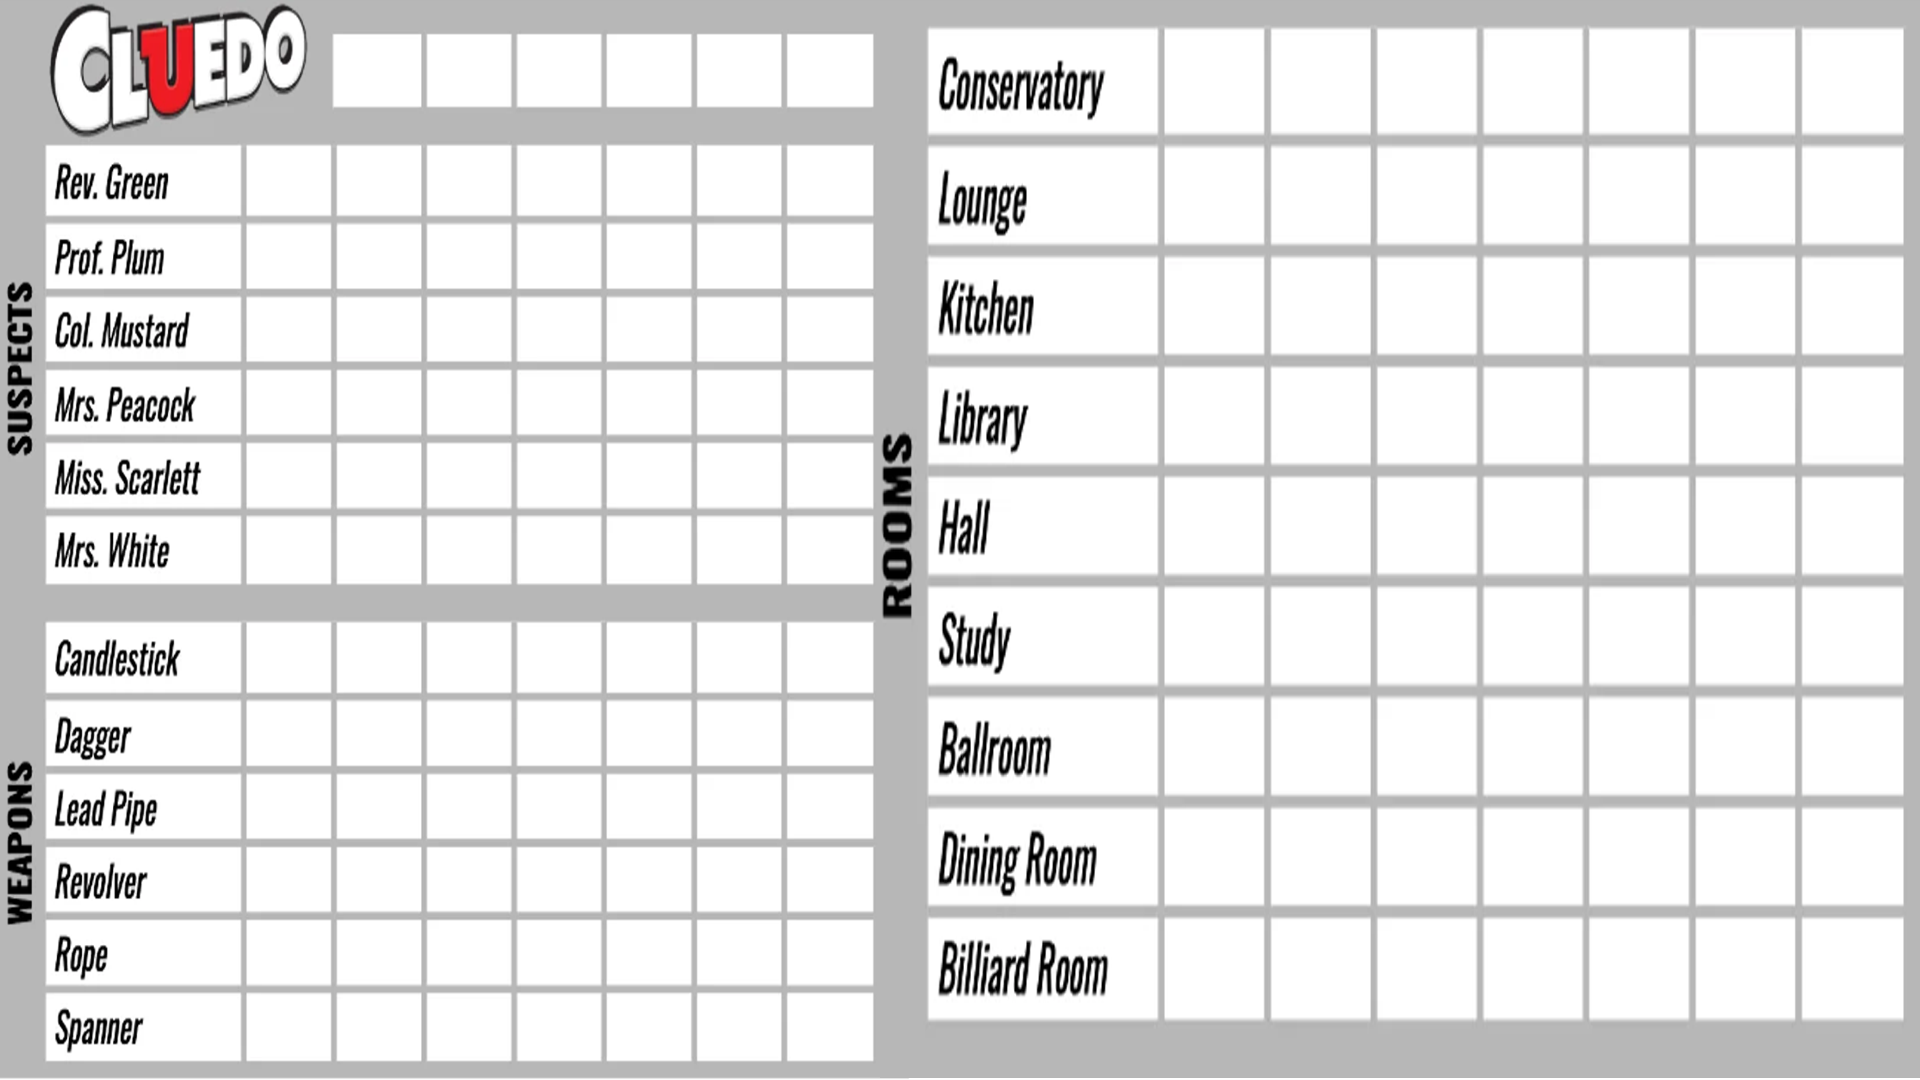 CLUEDO
SUSPECTS
Rev. Green
Prof. Plum
Col. Mustard
Mrs. Peacock
Miss. Scarlett
Mrs. White
WEAPONS
Candlestick
Dagger
Lead Pipe
Revolver
Rope
Spanner
ROOMS
Conservatory
Lounge
Kitchen
Library
Hall
Study
Ballroom
Dining Room
Billiard Room